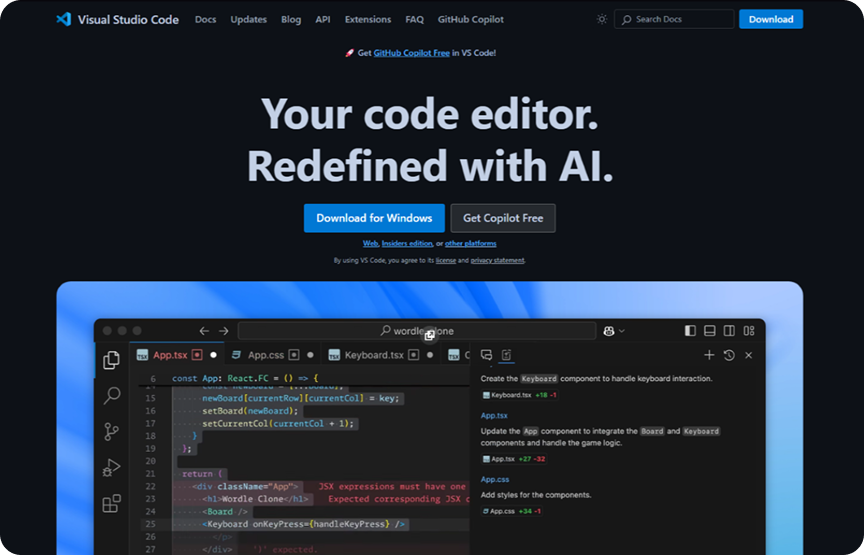 Visual Studio Code Docs Updates Blog API Extensions FAQ GitHub Copilot Search Docs Download
🚀 Get GitHub Copilot Free in VS Code!
Your code editor.
Redefined with AI.
Download for Windows Get Copilot Free
Web, Insiders edition, or other platforms
By using VS Code, you agree to its license and privacy statement.
App.tsx App.css Keyboard.tsx
6 const App: React.FC = () => {
15 newBoard[currentRow][currentCol] = key;
16 setBoard(newBoard);
17 setCurrentCol(currentCol + 1);
18 }
19 };
20
21 return (
22 <div className="App"> JSX expressions must have one
23 <h1>Wordle Clone</h1> Expected corresponding JSX c
24 <Board />
25 <Keyboard onKeyPress={handleKeyPress} />
26 </p>
27 </div> ')' expected.
Create the Keyboard component to handle keyboard interaction.
Keyboard.tsx +18 -1
App.tsx
Update the App component to integrate the Board and Keyboard
components and handle the game logic.
App.tsx +27 -32
App.css
Add styles for the components.
App.css +34 -1